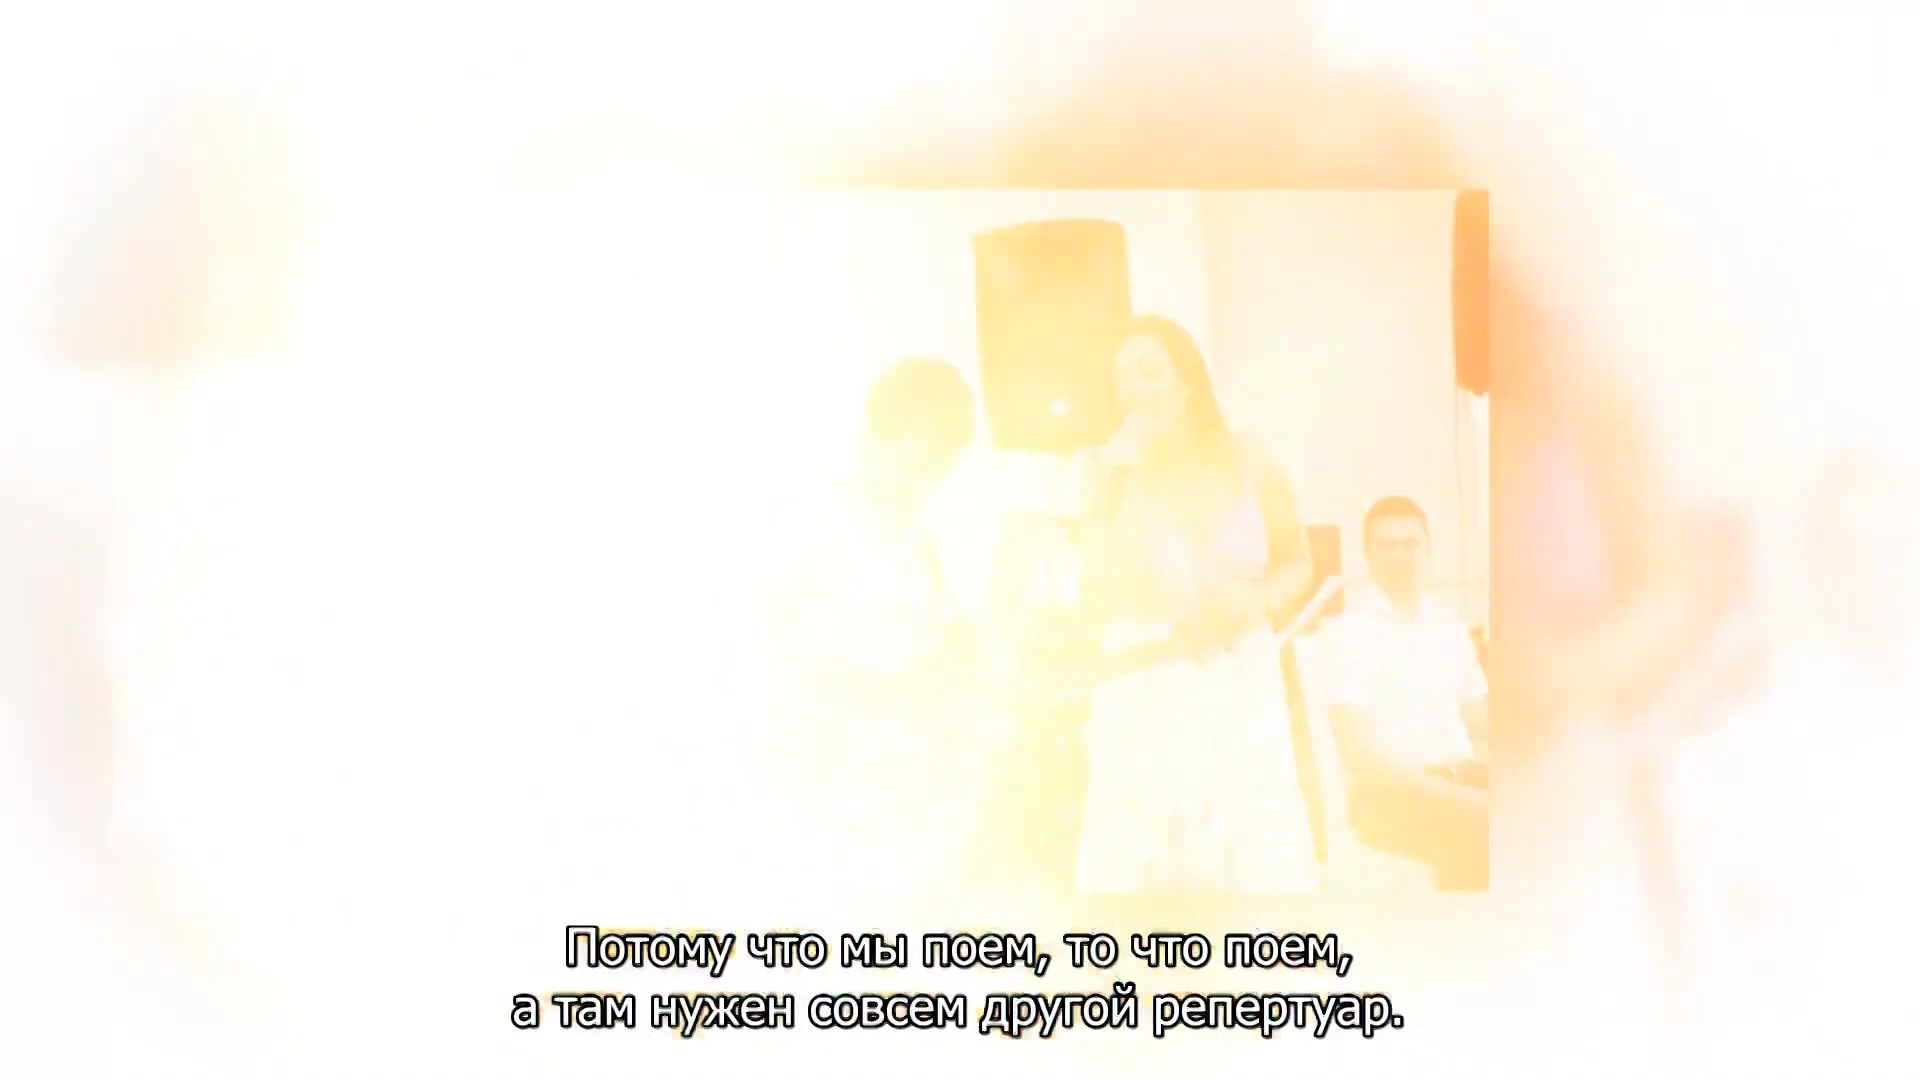 Потому что мы поем, то что поем,
а там нужен совсем другой репертуар.